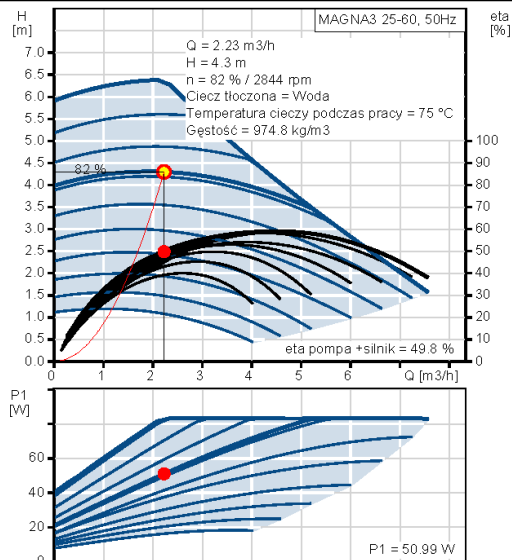 H
[m]
MAGNA3 25-60, 50Hz
eta
[%]
Q = 2.23 m3/h
H = 4.3 m
n = 82 % / 2844 rpm
Ciecz tłoczona = Woda
Temperatura cieczy podczas pracy = 75 °C
Gęstość = 974.8 kg/m3
7.0
6.5
6.0
5.5
5.0
4.5
4.0
3.5
3.0
2.5
2.0
1.5
1.0
0.5
0.0
82 %
100
90
80
70
60
50
40
30
20
10
0
eta pompa +silnik = 49.8 %
0
1
2
3
4
5
6
Q [m3/h]
P1
[W]
60
40
20
0
P1 = 50.99 W